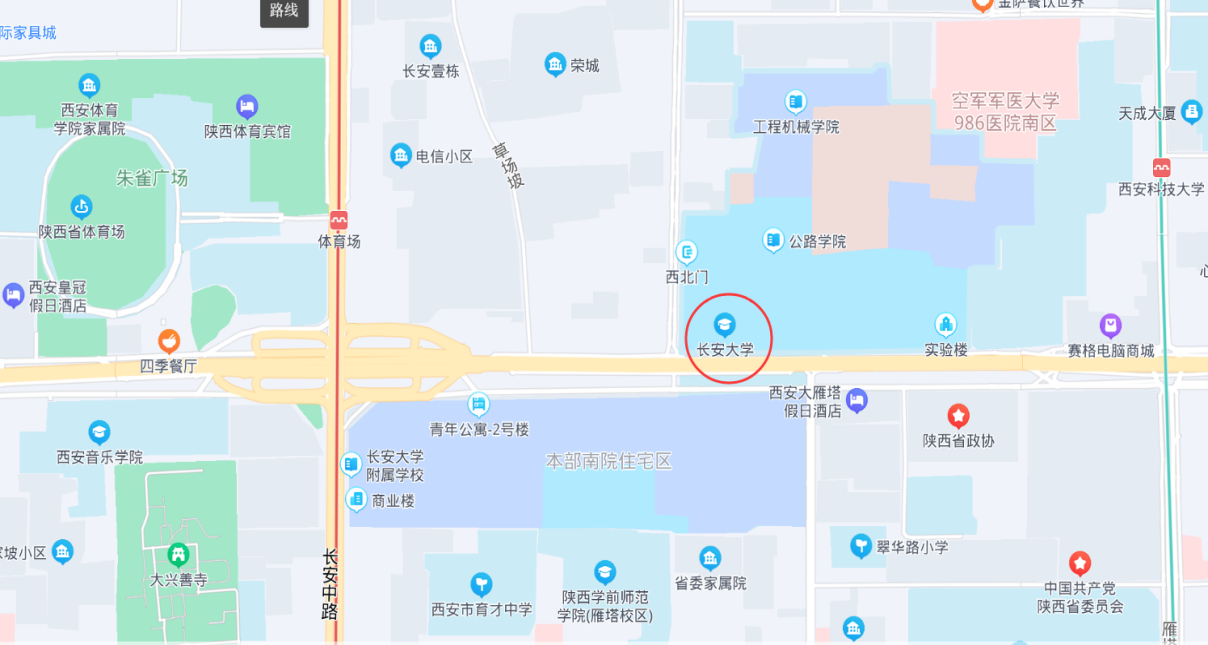 路线
金萨餐饮世界
际家具城
长安壹栋
荣城
西安体育
学院家属院
陕西体育宾馆
工程机械学院
空军军医大学
986医院南区
天成大厦
电信小区
草场坡
朱雀广场
西安科技大学
陕西省体育场
体育场
公路学院
西北门
心
西安皇冠
假日酒店
四季餐厅
长安大学
实验楼
赛格电脑商城
西安大雁塔
假日酒店
青年公寓-2号楼
陕西省政协
西安音乐学院
长安大学
附属学校
本部南院住宅区
商业楼
家坡小区
翠华路小学
大兴善寺
长安中路
西安市育才中学
陕西学前师范
学院(雁塔校区)
省委家属院
中国共产党
陕西省委员会
雁塔